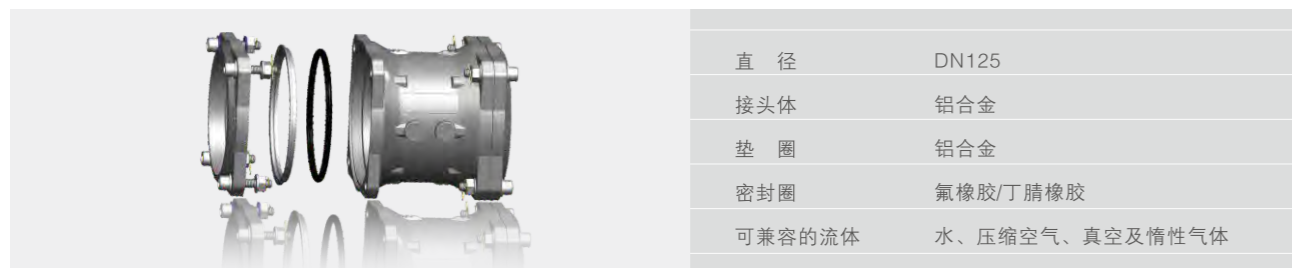 直 径 DN125
接头体 铝合金
垫 圈 铝合金
密封圈 氟橡胶/丁腈橡胶
可兼容的流体 水、压缩空气、真空及惰性气体